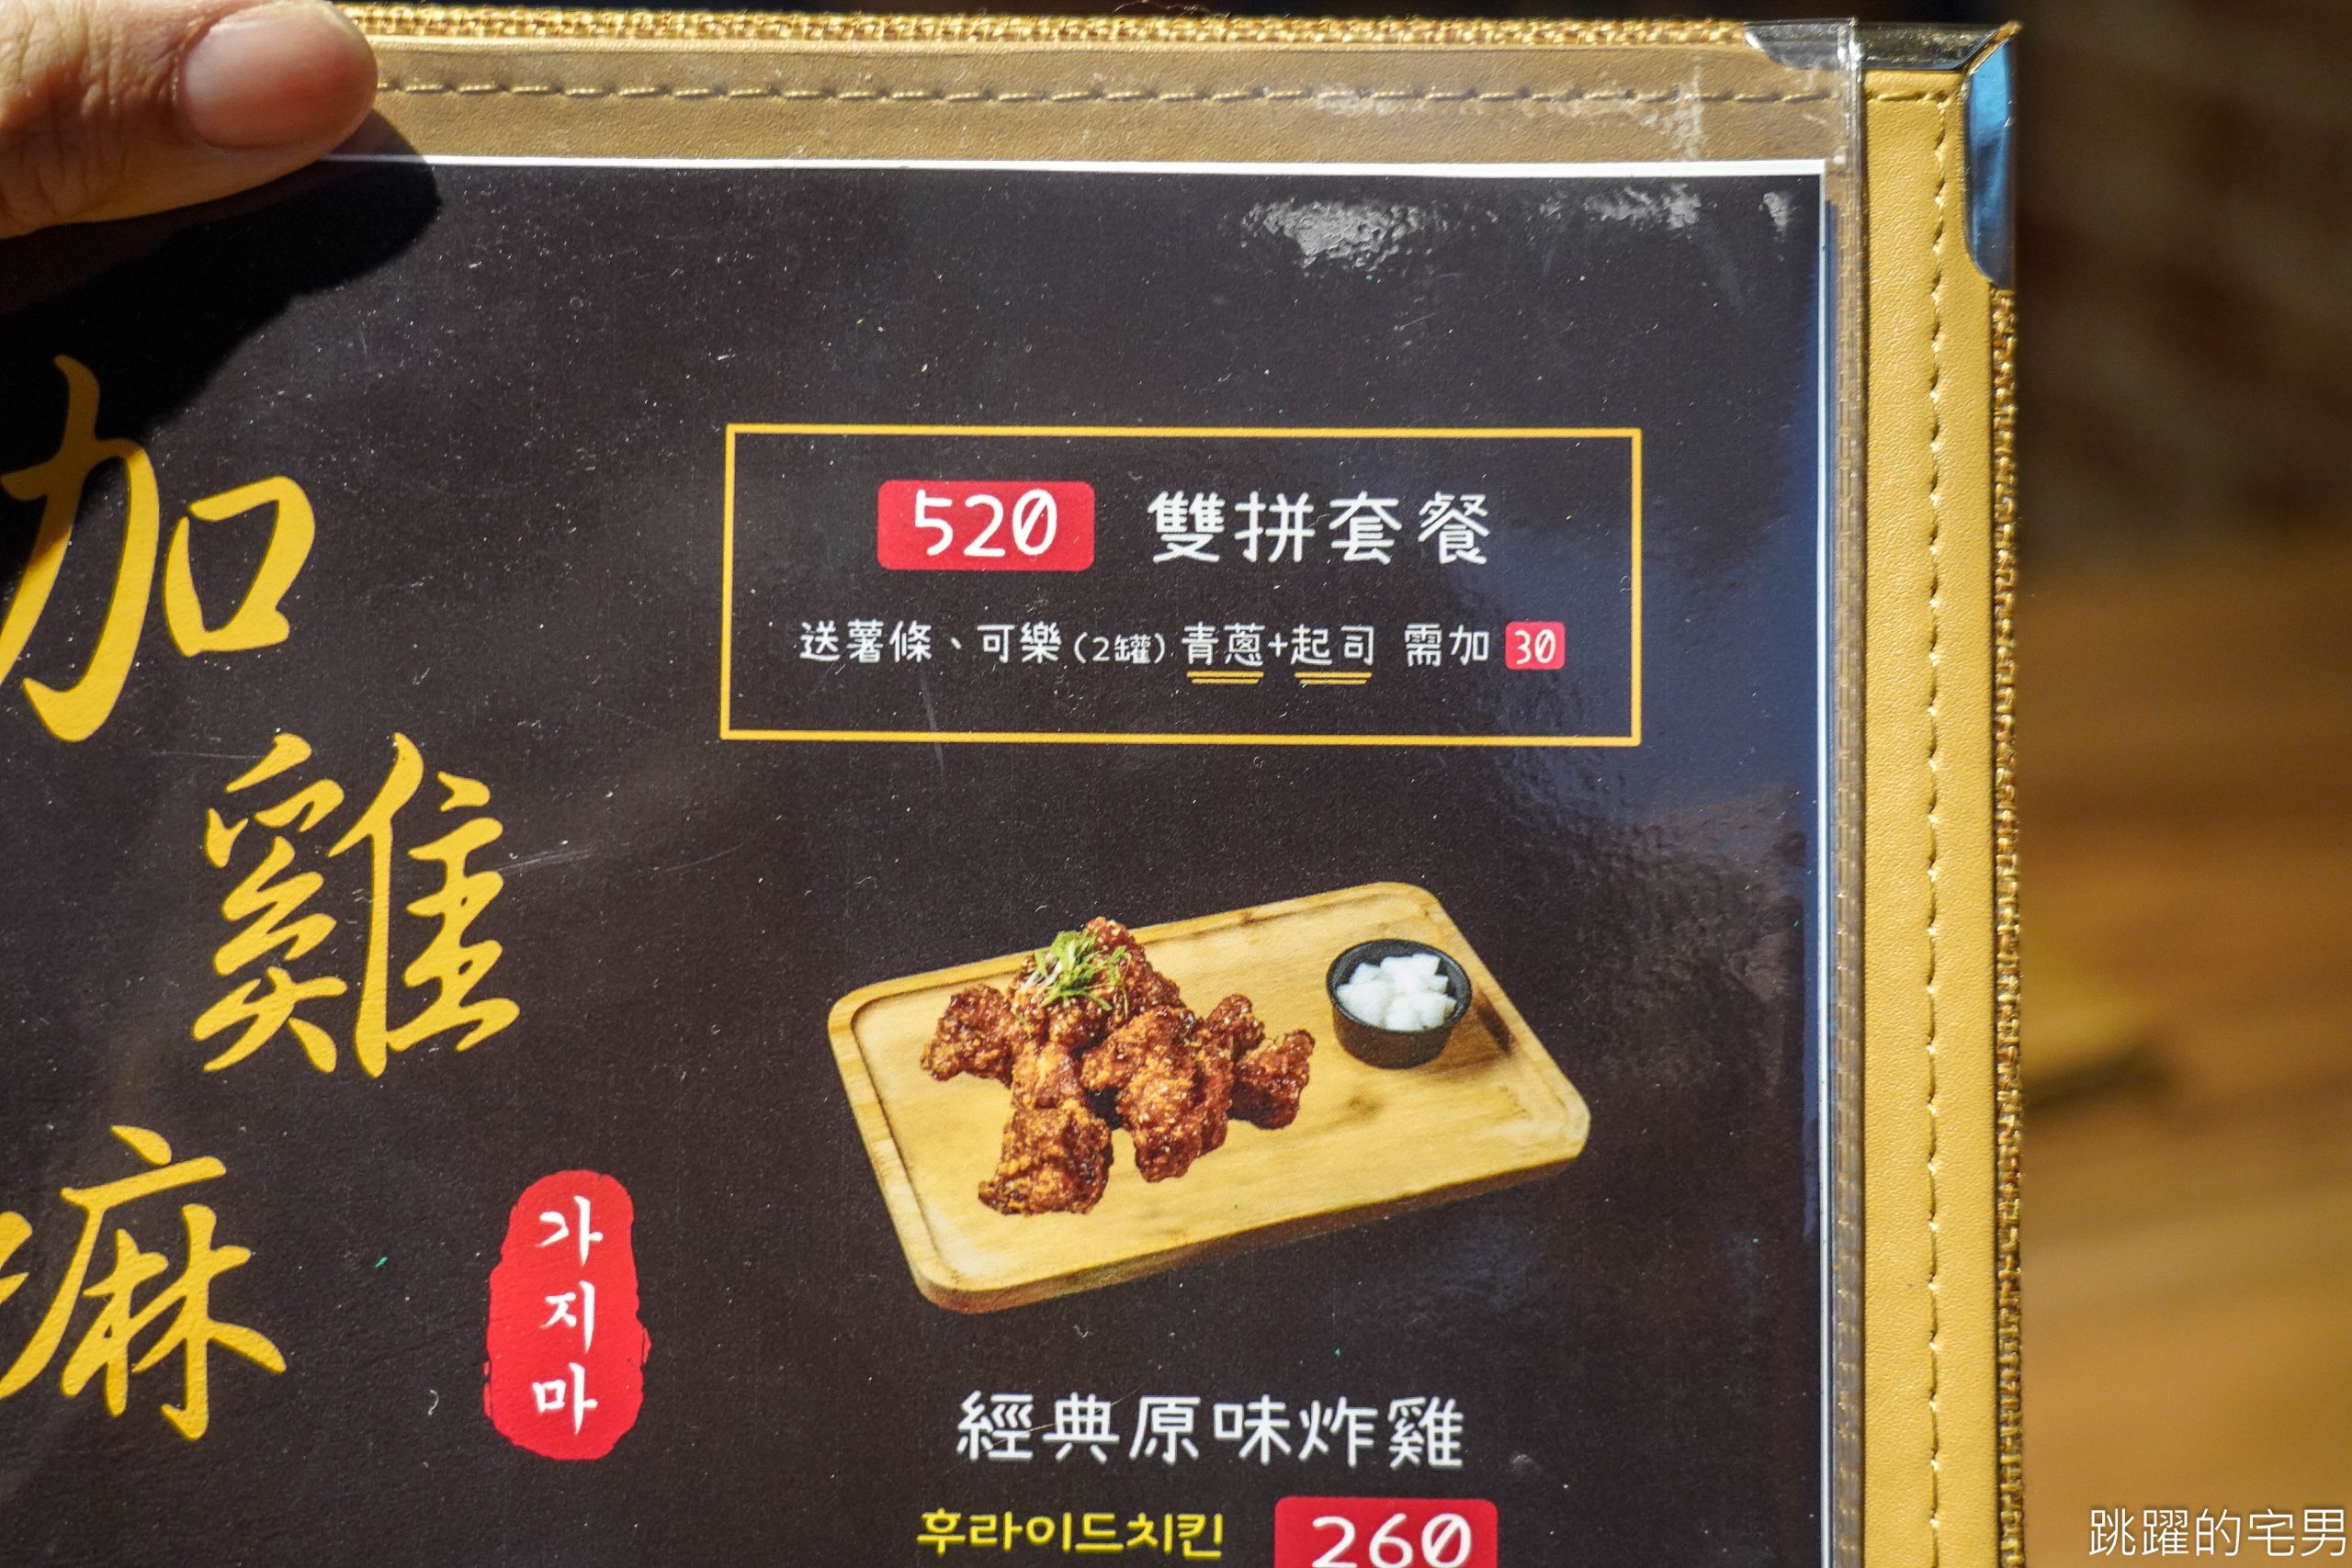 加
雞
麻
가지마
520 雙拼套餐
送薯條、可樂(2罐)青蔥+起司 需加 30
經典原味炸雞
후라이드치킨 260
跳躍的宅男